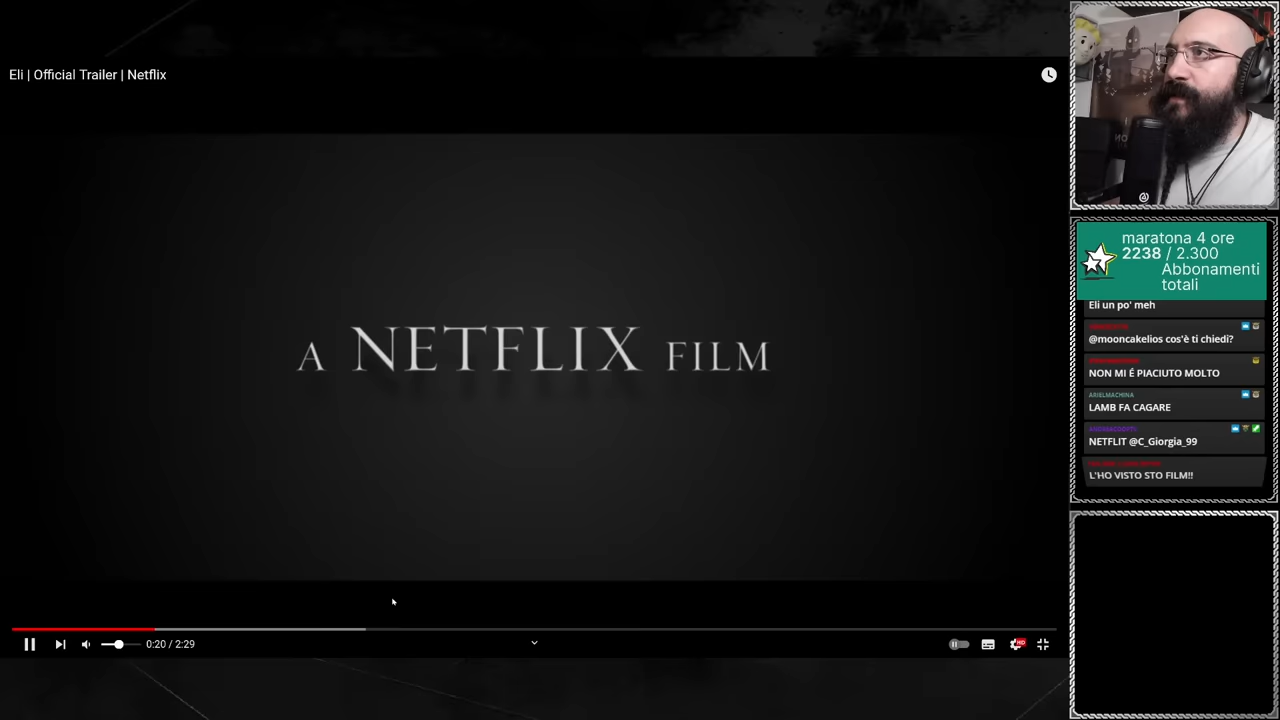 Eli | Official Trailer | Netflix
A NETFLIX FILM
0:20 / 2:29
HD
maratona 4 ore
2238 / 2.300
Abbonamenti
totali
Eli un po' meh
@mooncakelios cos'è ti chiedi?
NON MI É PIACIUTO MOLTO
ARIELMACHINA
LAMB FA CAGARE
NETFLIT @C_Giorgia_99
L'HO VISTO STO FILM!!